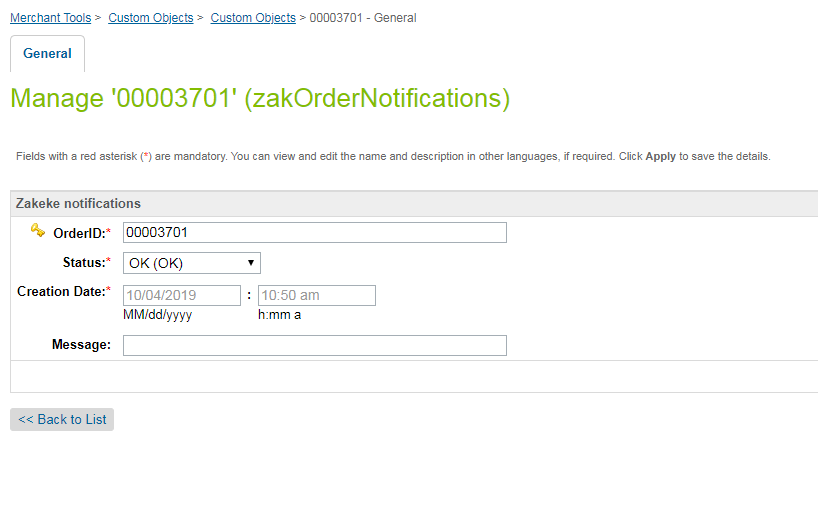 Merchant Tools > Custom Objects > Custom Objects > 00003701 - General
General
Manage '00003701' (zakOrderNotifications)
Fields with a red asterisk (*) are mandatory. You can view and edit the name and description in other languages, if required. Click Apply to save the details.
Zakeke notifications
OrderID:* 00003701
Status:* OK (OK)
Creation Date:* 10/04/2019 : 10:50 am
MM/dd/yyyy h:mm a
Message:
<< Back to List